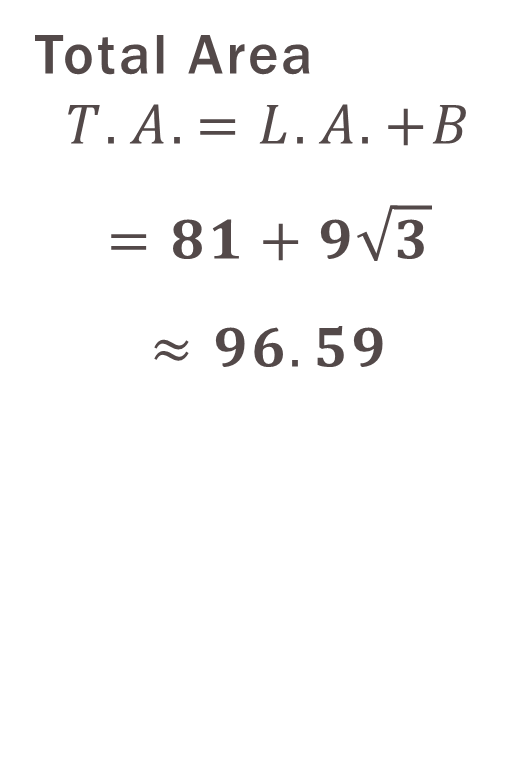 Total Area
T. A. = L. A. +B
= 81 + 9√3
≈ 96. 59